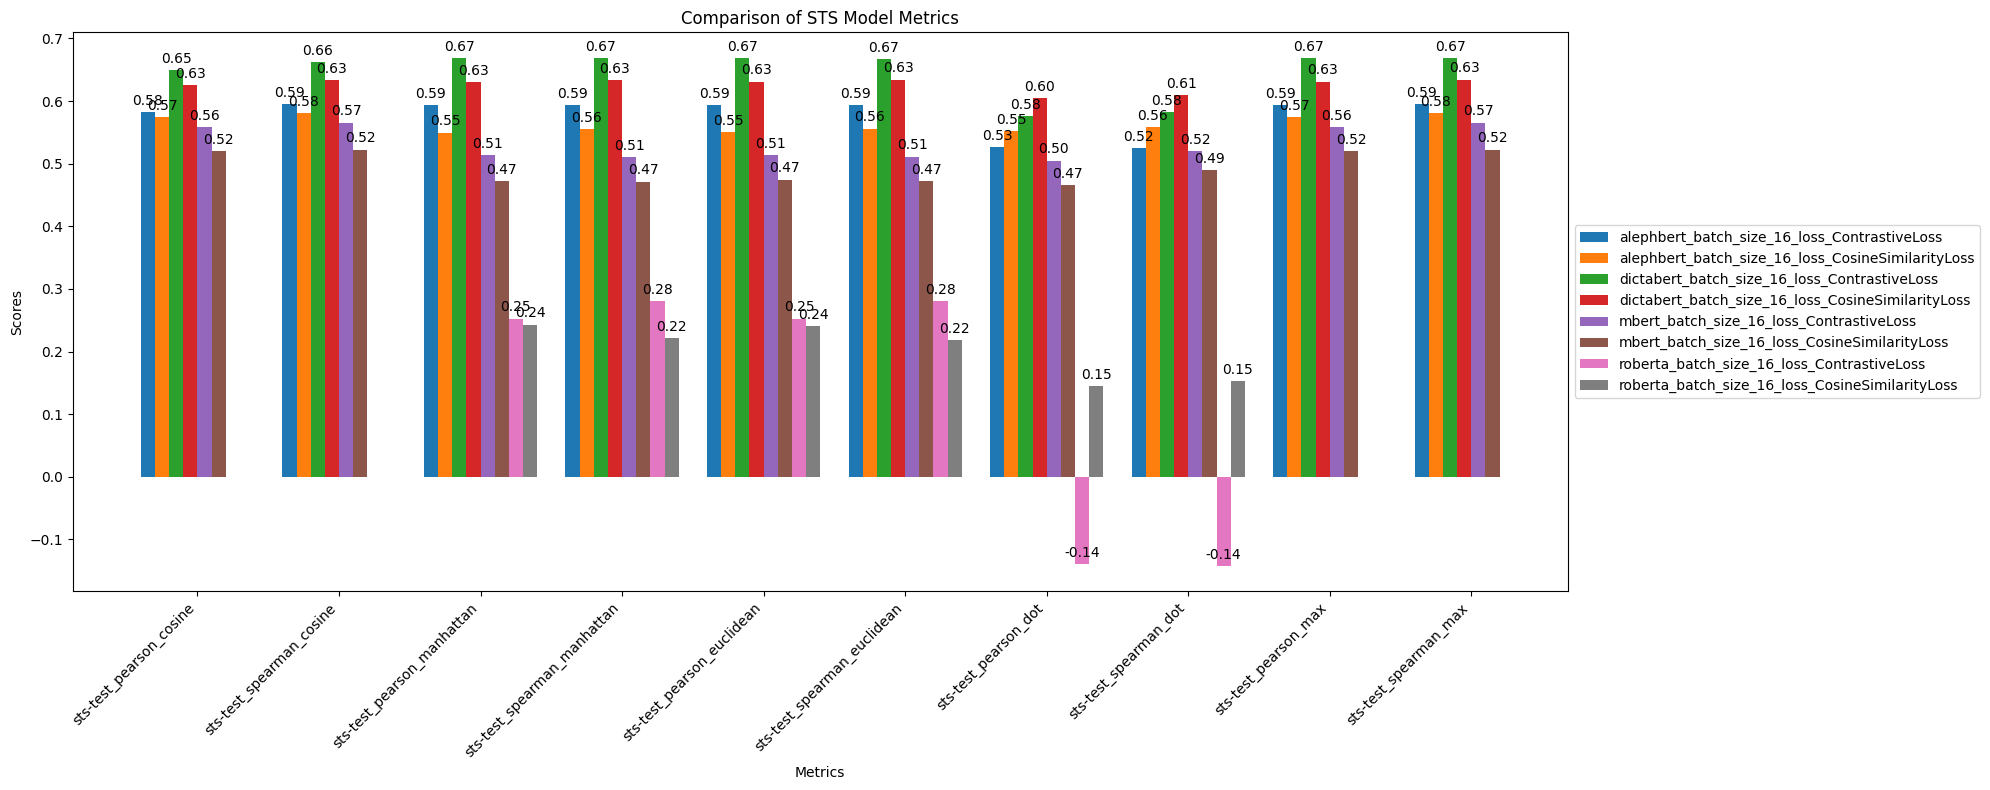 Comparison of STS Model Metrics
Scores
0.7
0.6
0.5
0.4
0.3
0.2
0.1
0.0
−0.1
0.58 0.57 0.65 0.63 0.56 0.52
0.59 0.58 0.66 0.63 0.57 0.52
0.59 0.55 0.67 0.63 0.51 0.47 0.25 0.24
0.59 0.56 0.67 0.63 0.51 0.47 0.28 0.22
0.59 0.55 0.67 0.63 0.51 0.47 0.25 0.24
0.59 0.56 0.67 0.63 0.51 0.47 0.28 0.22
0.53 0.55 0.58 0.60 0.50 0.47 -0.14 0.15
0.52 0.56 0.58 0.61 0.52 0.49 -0.14 0.15
0.59 0.57 0.67 0.63 0.56 0.52
0.59 0.58 0.67 0.63 0.57 0.52
sts-test_pearson_cosine
sts-test_spearman_cosine
sts-test_pearson_manhattan
sts-test_spearman_manhattan
sts-test_pearson_euclidean
sts-test_spearman_euclidean
sts-test_pearson_dot
sts-test_spearman_dot
sts-test_pearson_max
sts-test_spearman_max
Metrics
alephbert_batch_size_16_loss_ContrastiveLoss
alephbert_batch_size_16_loss_CosineSimilarityLoss
dictabert_batch_size_16_loss_ContrastiveLoss
dictabert_batch_size_16_loss_CosineSimilarityLoss
mbert_batch_size_16_loss_ContrastiveLoss
mbert_batch_size_16_loss_CosineSimilarityLoss
roberta_batch_size_16_loss_ContrastiveLoss
roberta_batch_size_16_loss_CosineSimilarityLoss